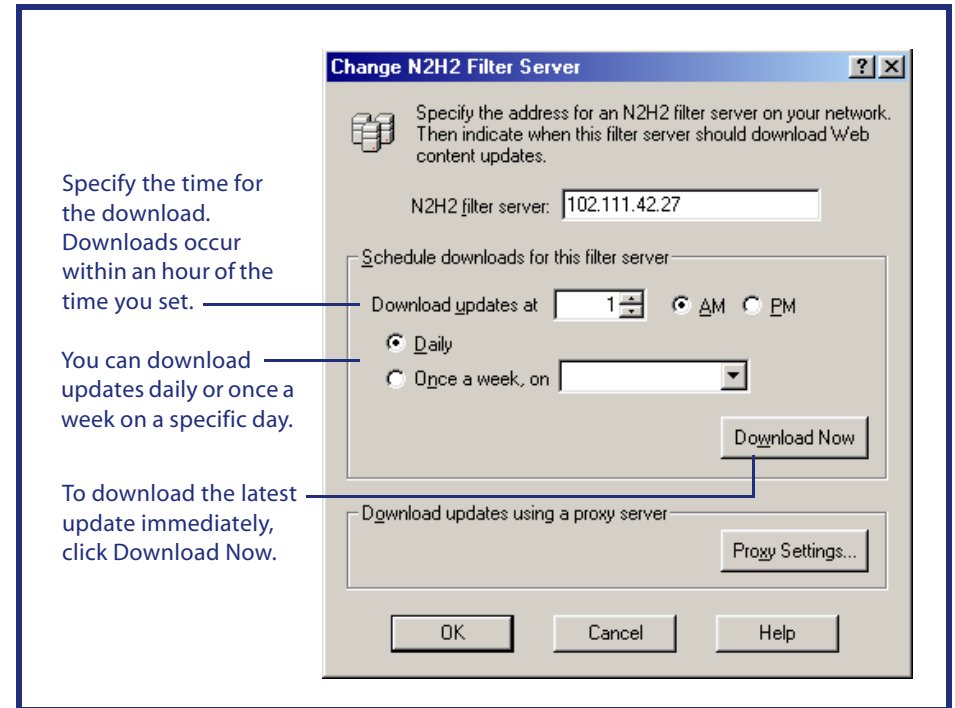 Change N2H2 Filter Server
Specify the address for an N2H2 filter server on your network.
Then indicate when this filter server should download Web
content updates.
N2H2 filter server: 102.111.42.27
Schedule downloads for this filter server
Download updates at 1 AM PM
Daily
Once a week, on
Download Now
Download updates using a proxy server
Proxy Settings...
OK Cancel Help
Specify the time for
the download.
Downloads occur
within an hour of the
time you set.
You can download
updates daily or once a
week on a specific day.
To download the latest
update immediately,
click Download Now.